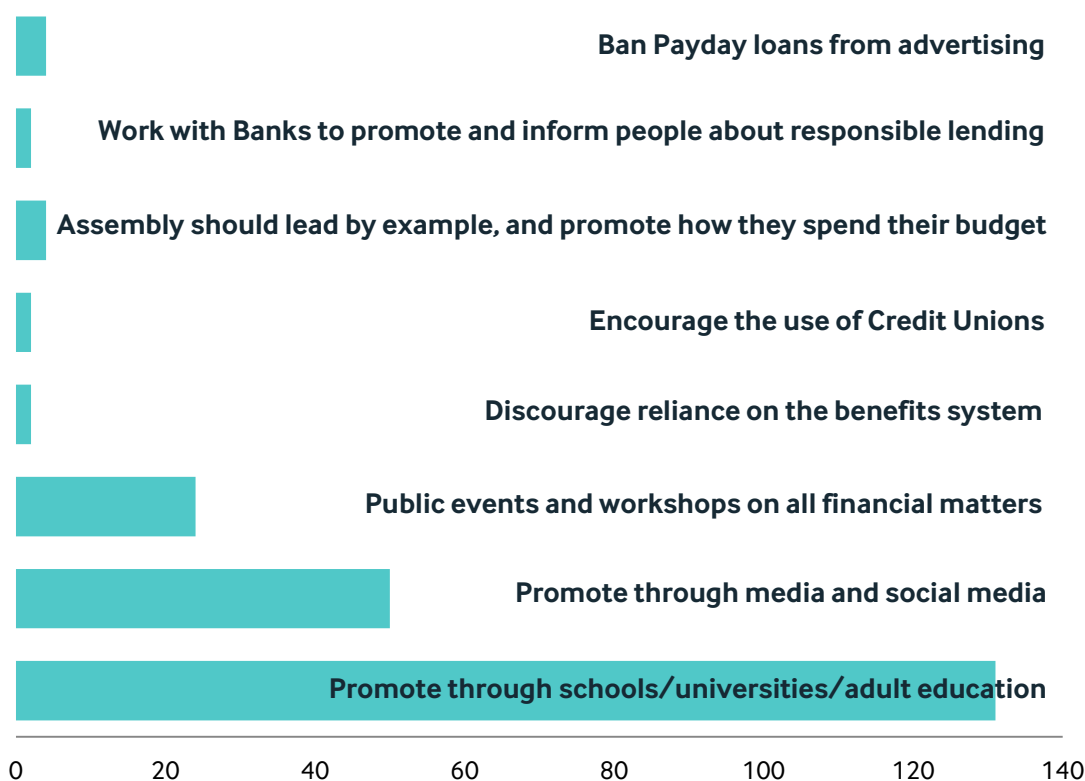 Ban Payday loans from advertising
Work with Banks to promote and inform people about responsible lending
Assembly should lead by example, and promote how they spend their budget
Encourage the use of Credit Unions
Discourage reliance on the benefits system
Public events and workshops on all financial matters
Promote through media and social media
Promote through schools/universities/adult education
0 20 40 60 80 100 120 140